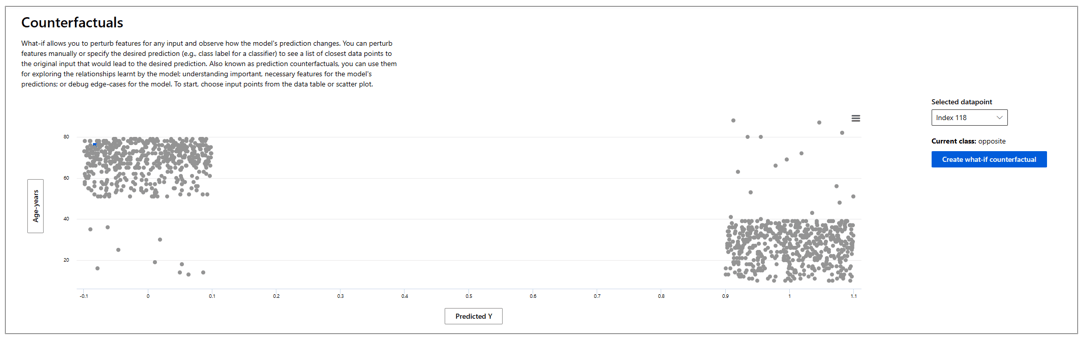 Counterfactuals
What-if allows you to perturb features for any input and observe how the model's prediction changes. You can perturb
features manually or specify the desired prediction (e.g., class label for a classifier) to see a list of closest data points to
the original input that would lead to the desired prediction. Also known as prediction counterfactuals, you can use them
for exploring the relationships learnt by the model; understanding important, necessary features for the model's
predictions; or debug edge-cases for the model. To start, choose input points from the data table or scatter plot.
Selected datapoint
Index 118
Current class: opposite
Create what-if counterfactual
Age-years
80
60
40
20
-0.1 0 0.1 0.2 0.3 0.4 0.5 0.6 0.7 0.8 0.9 1 1.1
Predicted Y